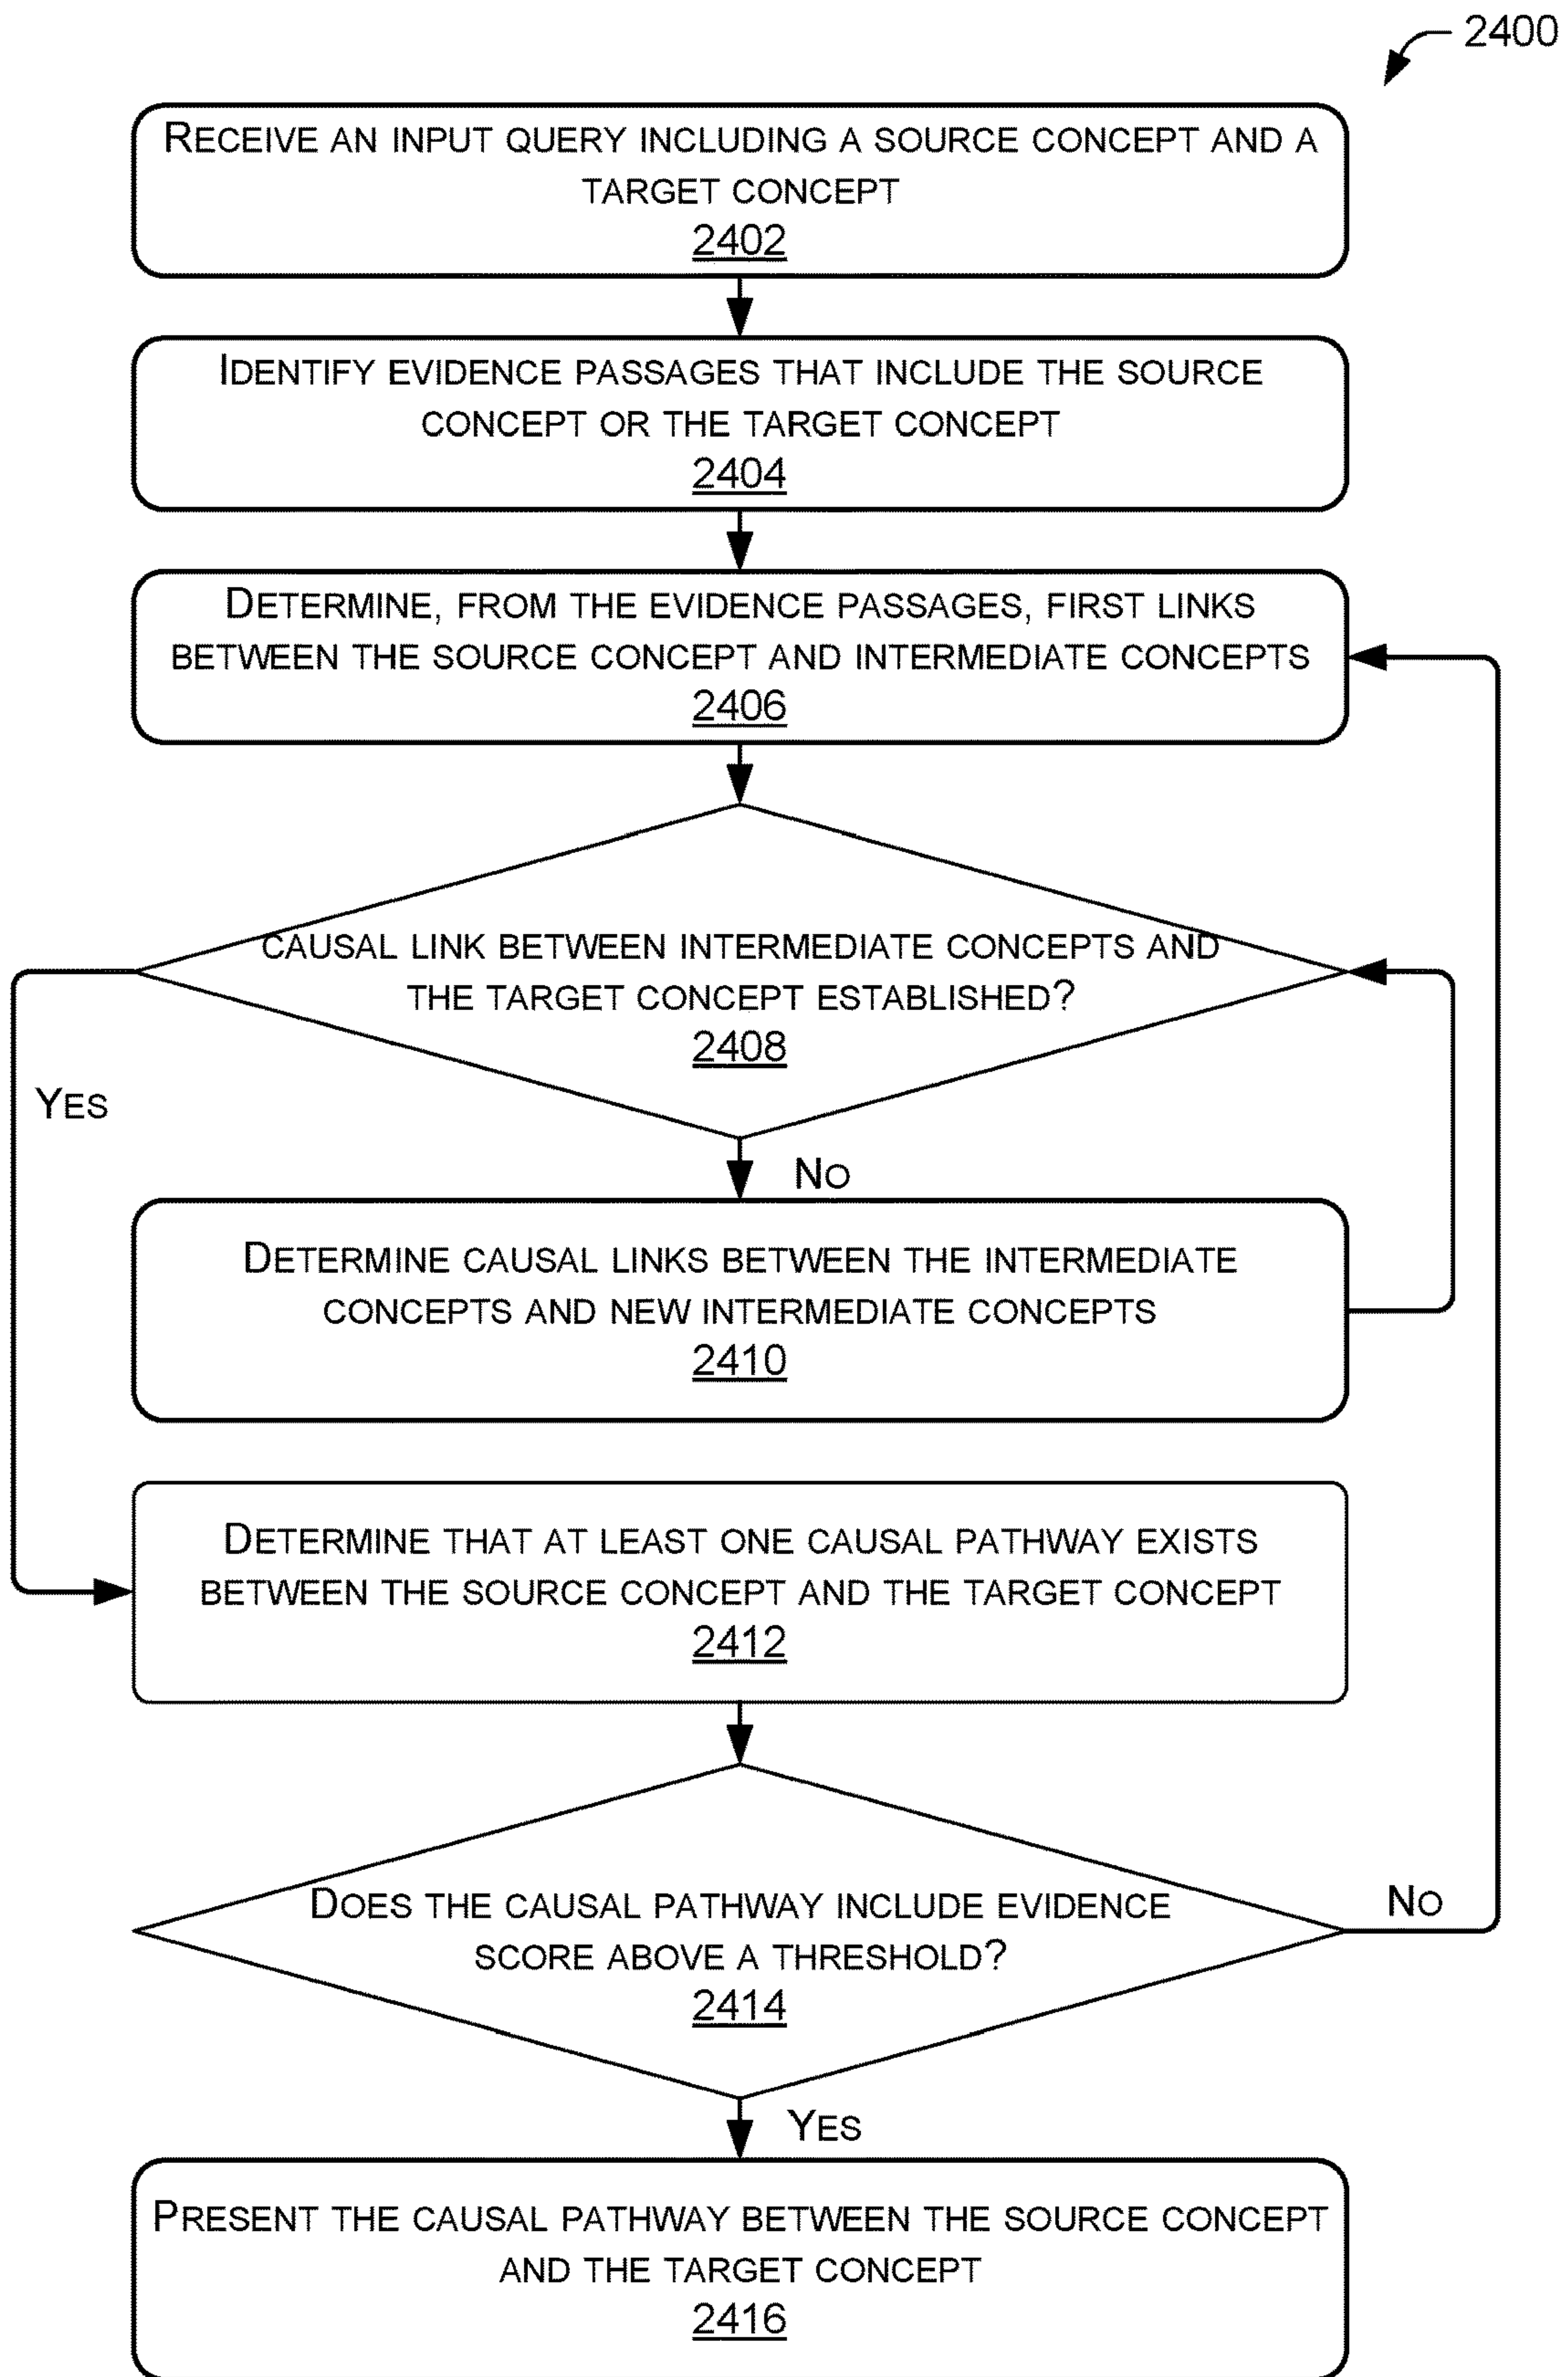 2400
RECEIVE AN INPUT QUERY INCLUDING A SOURCE CONCEPT AND A
TARGET CONCEPT
2402
IDENTIFY EVIDENCE PASSAGES THAT INCLUDE THE SOURCE
CONCEPT OR THE TARGET CONCEPT
2404
DETERMINE, FROM THE EVIDENCE PASSAGES, FIRST LINKS
BETWEEN THE SOURCE CONCEPT AND INTERMEDIATE CONCEPTS
2406
CAUSAL LINK BETWEEN INTERMEDIATE CONCEPTS AND
THE TARGET CONCEPT ESTABLISHED?
2408
YES
NO
DETERMINE CAUSAL LINKS BETWEEN THE INTERMEDIATE
CONCEPTS AND NEW INTERMEDIATE CONCEPTS
2410
DETERMINE THAT AT LEAST ONE CAUSAL PATHWAY EXISTS
BETWEEN THE SOURCE CONCEPT AND THE TARGET CONCEPT
2412
DOES THE CAUSAL PATHWAY INCLUDE EVIDENCE
SCORE ABOVE A THRESHOLD?
2414
NO
YES
PRESENT THE CAUSAL PATHWAY BETWEEN THE SOURCE CONCEPT
AND THE TARGET CONCEPT
2416